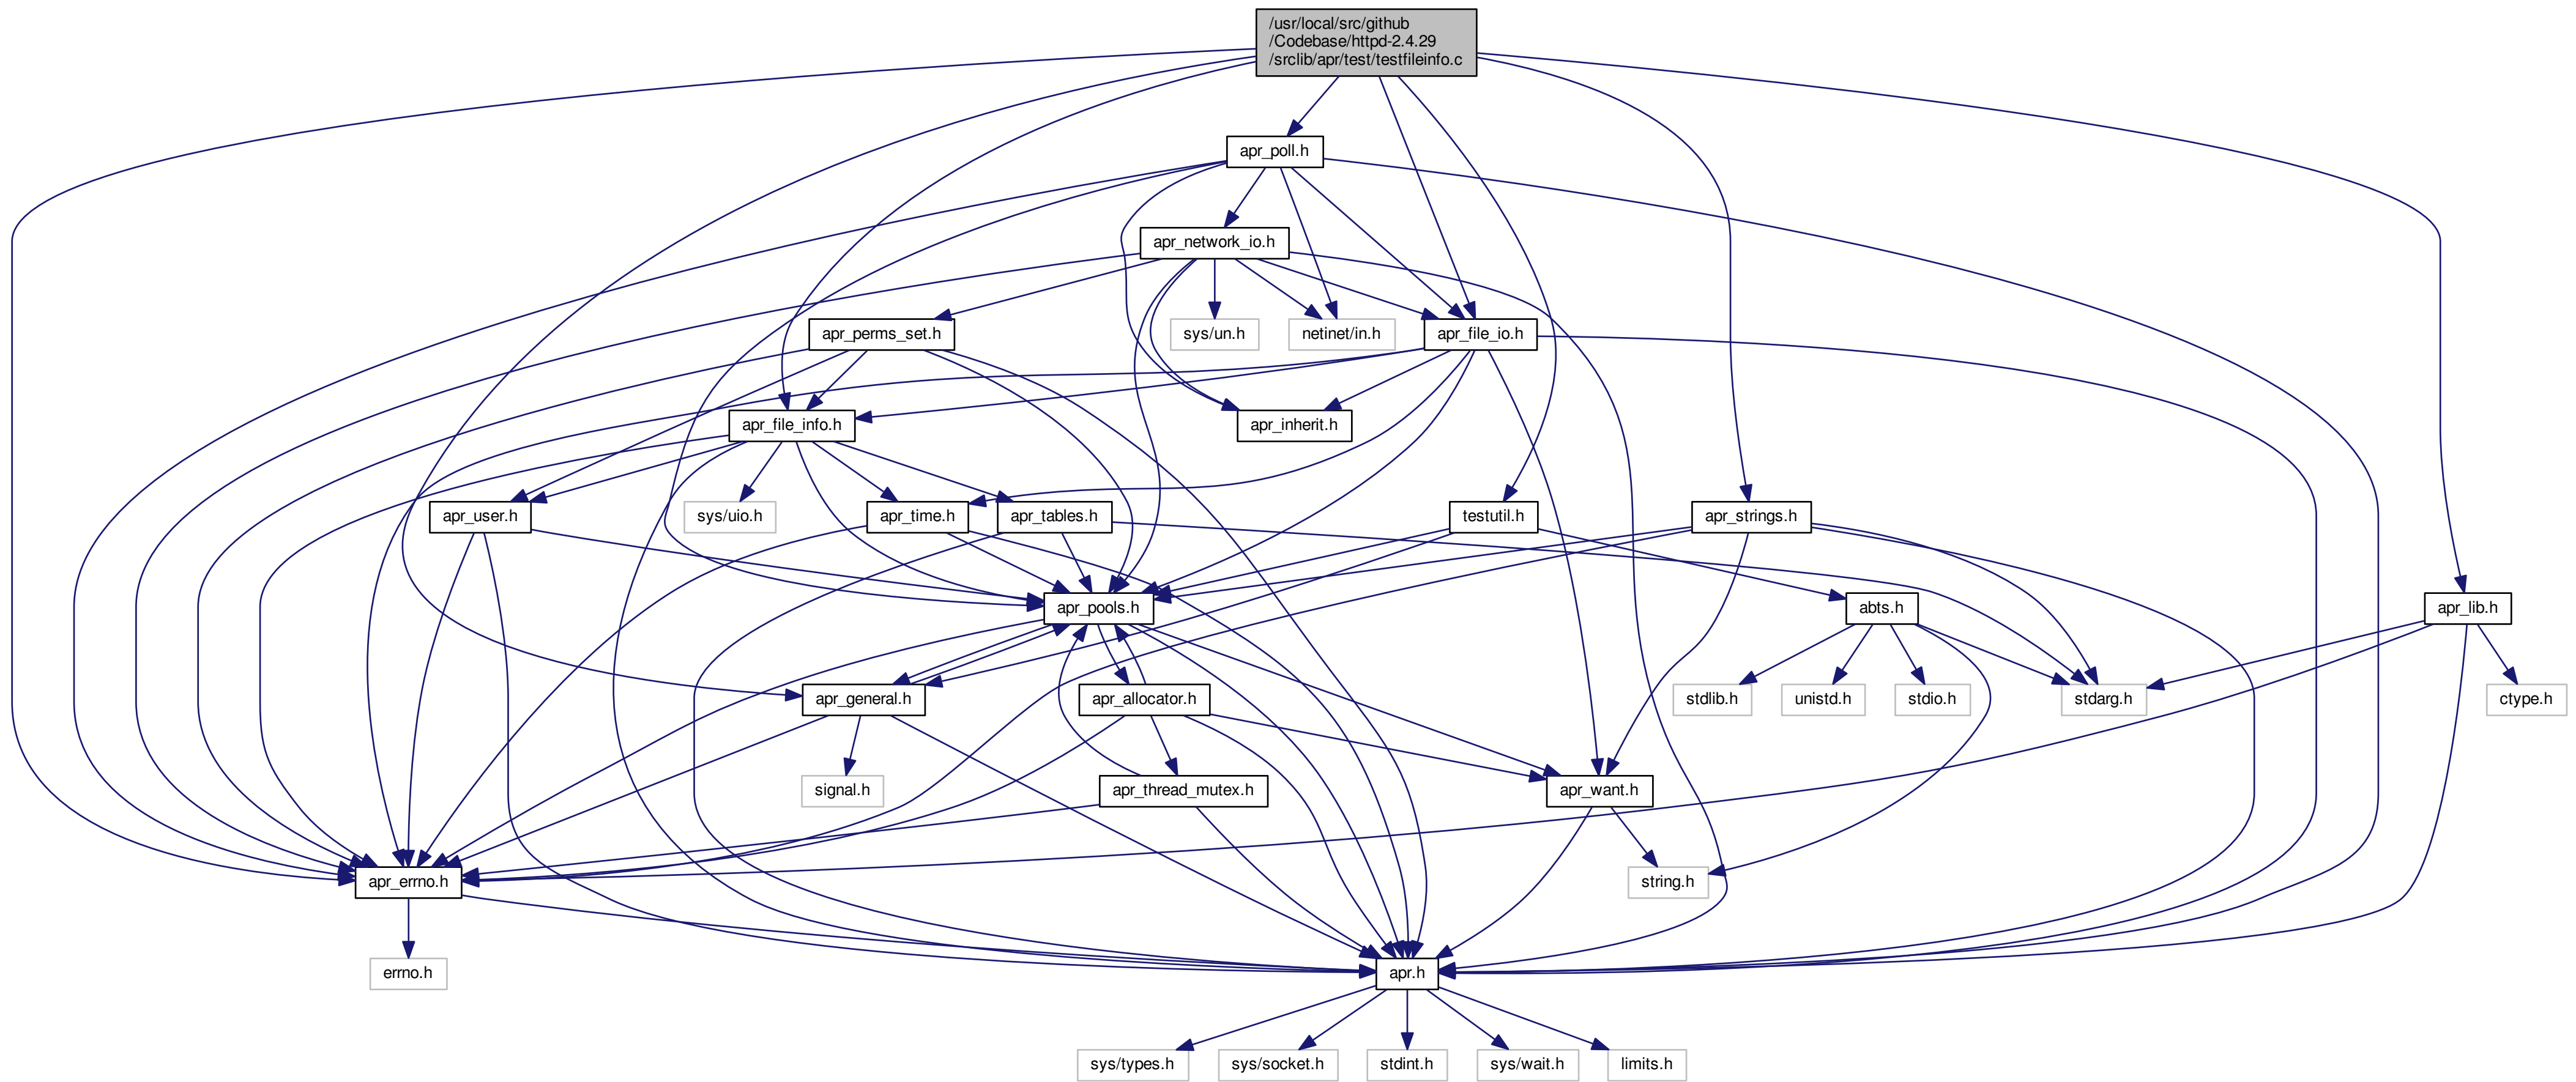 /usr/local/src/github
/Codebase/httpd-2.4.29
/srclib/apr/test/testfileinfo.c
apr_poll.h
apr_network_io.h
apr_perms_set.h
sys/un.h
netinet/in.h
apr_file_io.h
apr_file_info.h
apr_inherit.h
apr_user.h
sys/uio.h
apr_time.h
apr_tables.h
testutil.h
apr_strings.h
apr_pools.h
abts.h
apr_lib.h
apr_general.h
apr_allocator.h
stdlib.h
unistd.h
stdio.h
stdarg.h
ctype.h
signal.h
apr_thread_mutex.h
apr_want.h
apr_errno.h
string.h
errno.h
apr.h
sys/types.h
sys/socket.h
stdint.h
sys/wait.h
limits.h